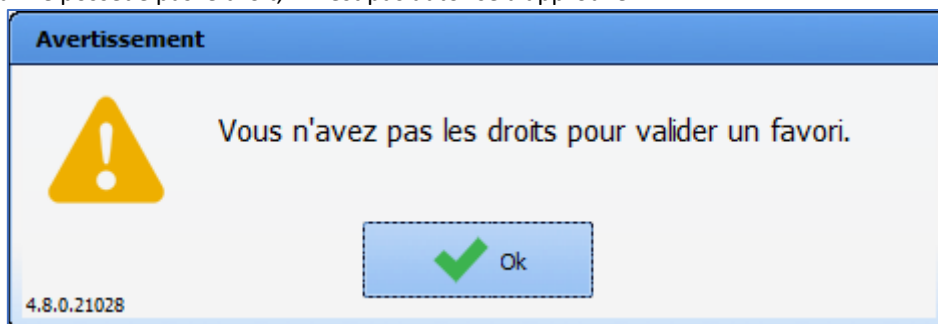 Avertissement
Vous n'avez pas les droits pour valider un favori.
Ok
4.8.0.21028